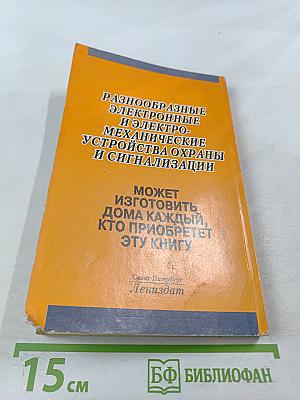 РАЗНООБРАЗНЫЕ
ЭЛЕКТРОННЫЕ
И ЭЛЕКТРО-
МЕХАНИЧЕСКИЕ
УСТРОЙСТВА ОХРАНЫ
И СИГНАЛИЗАЦИИ
МОЖЕТ
ИЗГОТОВИТЬ
ДОМА КАЖДЫЙ,
КТО ПРИОБРЕТЕТ
ЭТУ КНИГУ
Санкт-Петербург
Лениздат
15 см
БФ БИБЛИОФАН